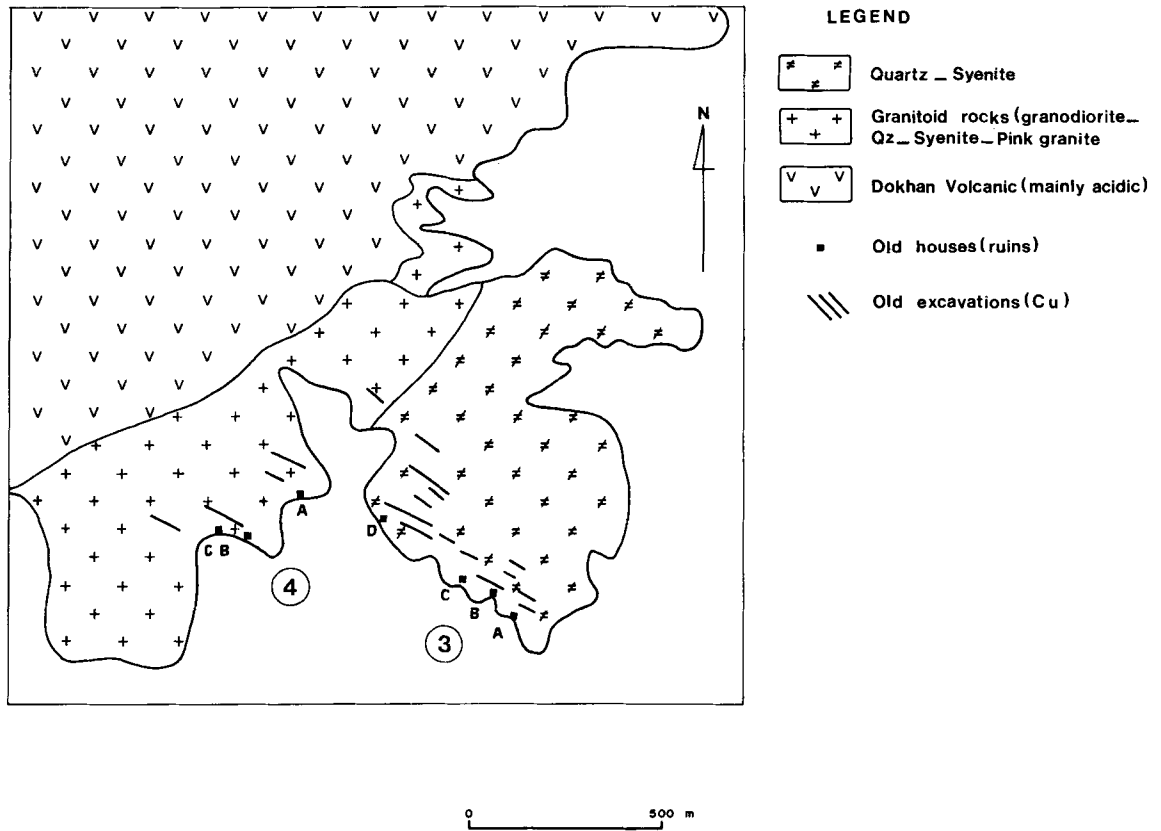 LEGEND
Quartz _ Syenite
Granitoid rocks (granodiorite_
Qz _ Syenite _ Pink granite
Dokhan Volcanic (mainly acidic)
Old houses (ruins)
Old excavations (Cu)
N
A
C B
4
D
C
B
A
3
0 500 m